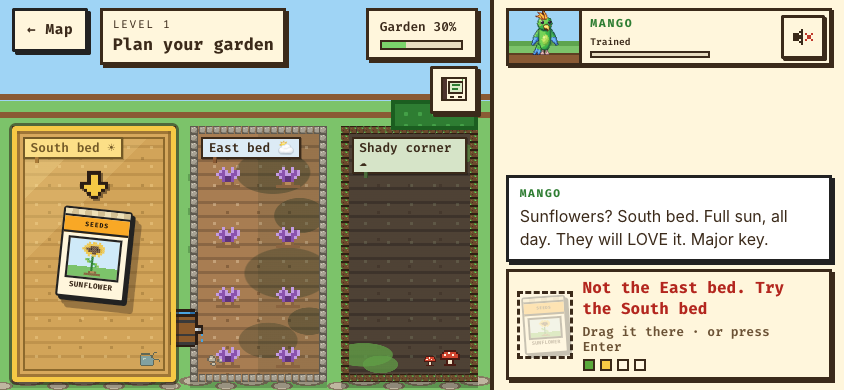 ← Map
LEVEL 1
Plan your garden
Garden 30%
South bed ☀
East bed 🌤
Shady corner
☁
SEEDS
SUNFLOWER
MANGO
Trained
MANGO
Sunflowers? South bed. Full sun, all
day. They will LOVE it. Major key.
SEEDS
SUNFLOWER
Not the East bed. Try
the South bed
Drag it there · or press
Enter